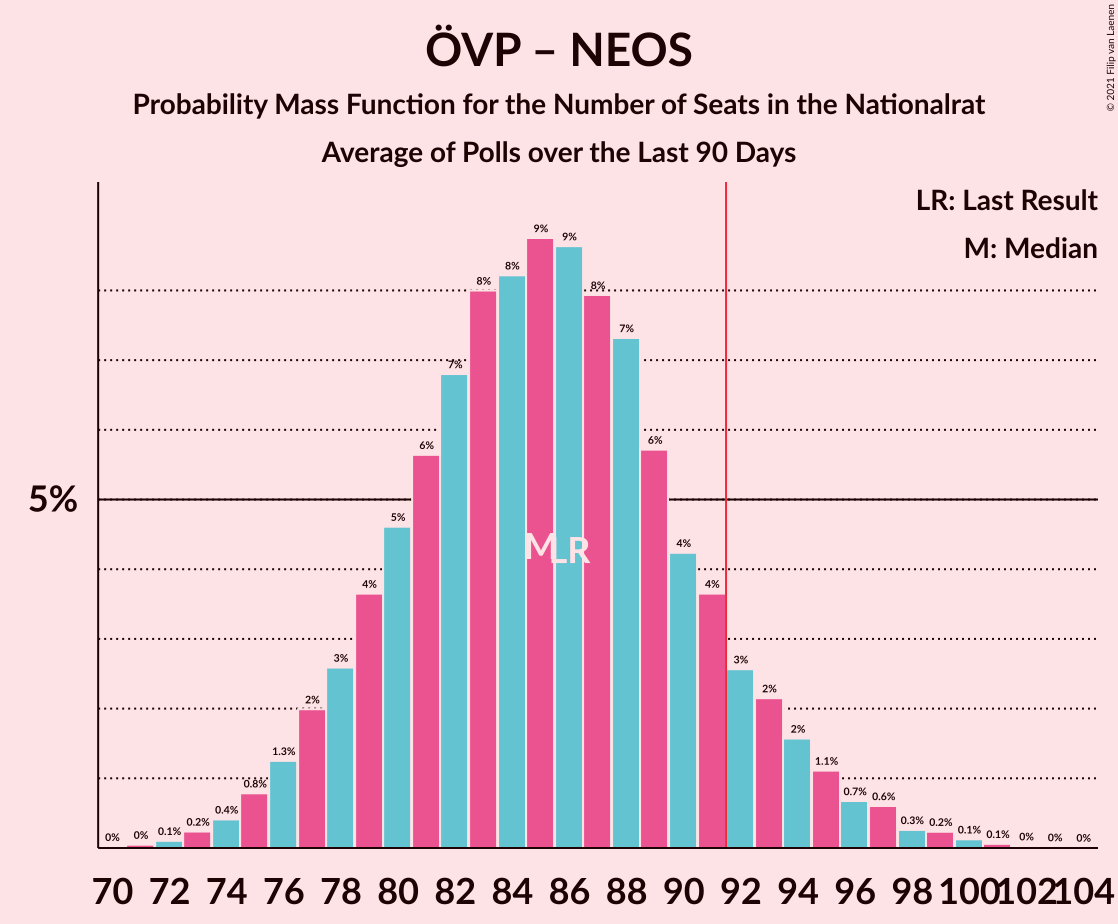 ÖVP – NEOS
Probability Mass Function for the Number of Seats in the Nationalrat
Average of Polls over the Last 90 Days
© 2021 Filip van Laenen
LR: Last Result
M: Median
5%
0% 0% 0.1% 0.2% 0.4% 0.8% 1.3% 2% 3% 4% 5% 6% 7% 8% 8% 9% 9% 8% 7% 6% 4% 4% 3% 2% 2% 1.1% 0.7% 0.6% 0.3% 0.2% 0.1% 0.1% 0% 0% 0%
M LR
70 72 74 76 78 80 82 84 86 88 90 92 94 96 98 100 102 104